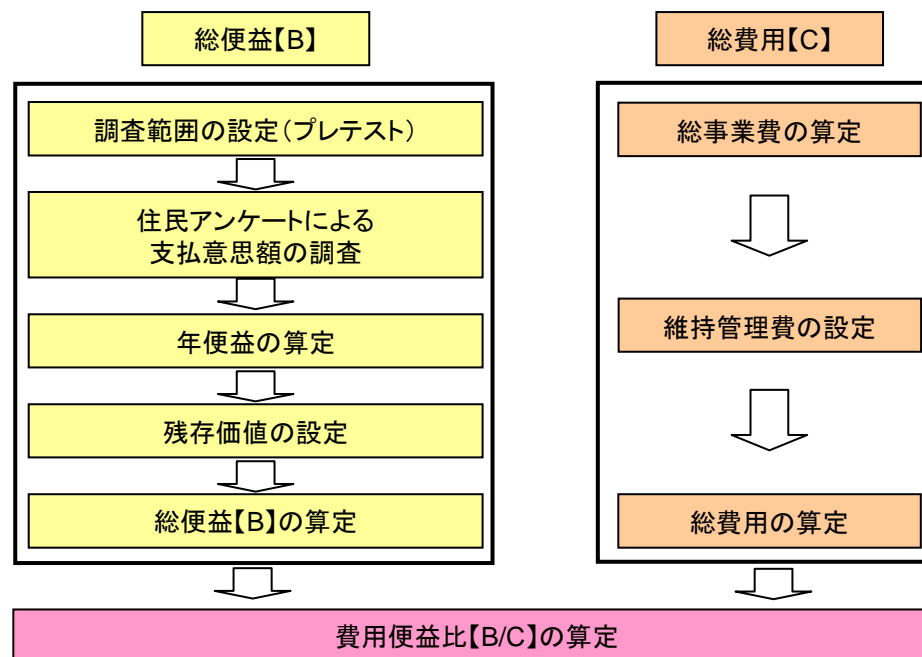 総便益【B】
調査範囲の設定(プレテスト)
住民アンケートによる
支払意思額の調査
年便益の算定
残存価値の設定
総便益【B】の算定
総費用【C】
総事業費の算定
維持管理費の設定
総費用の算定
費用便益比【B/C】の算定